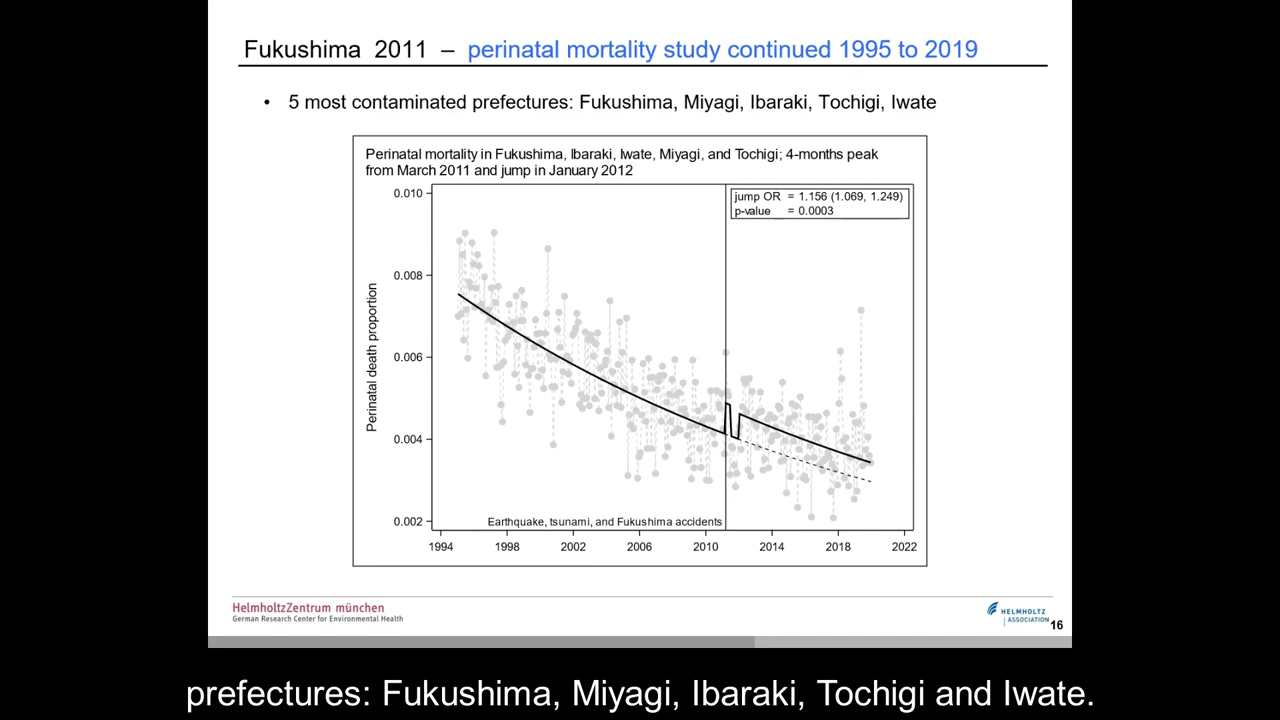 Fukushima 2011 – perinatal mortality study continued 1995 to 2019
• 5 most contaminated prefectures: Fukushima, Miyagi, Ibaraki, Tochigi, Iwate
Perinatal mortality in Fukushima, Ibaraki, Iwate, Miyagi, and Tochigi; 4-months peak
from March 2011 and jump in January 2012
jump OR = 1.156 (1.069, 1.249)
p-value = 0.0003
Perinatal death proportion
0.010
0.008
0.006
0.004
0.002
Earthquake, tsunami, and Fukushima accidents
1994 1998 2002 2006 2010 2014 2018 2022
HelmholtzZentrum münchen
German Research Center for Environmental Health
HELMHOLTZ
ASSOCIATION
16
prefectures: Fukushima, Miyagi, Ibaraki, Tochigi and Iwate.